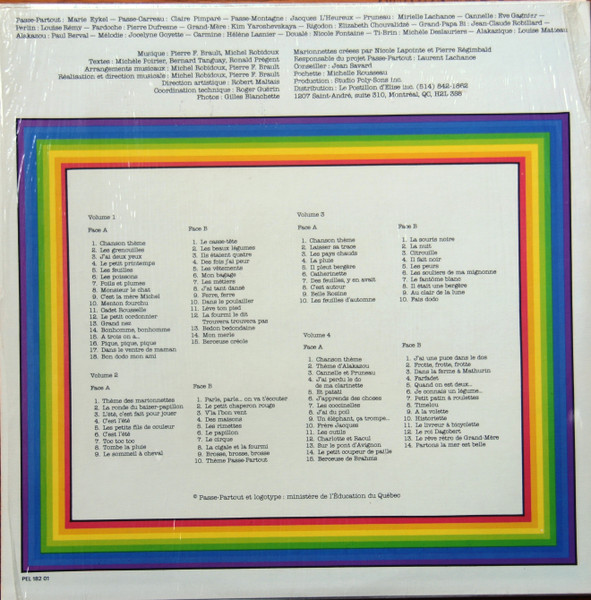 Passe-Partout : Marie Eykel — Passe-Carreau : Claire Pimparé — Passe-Montagne : Jacques L'Heureux — Pruneau : Mirielle Lachance — Cannelle : Eve Gagnier —
Perlin : Louise Rémy — Fardoche : Pierre Dufresne — Grand-Mère : Kim Yaroshevskaya — Rigodon : Elizabeth Chouvalidzé — Grand-Papa Bi : Jean-Claude Robillard —
Alakazou : Paul Berval — Mélodie : Jocelyne Goyette — Carmine : Hélène Lasnier — Doualé : Nicole Fontaine — Ti-Brin : Michèle Deslauriers — Alakazique : Louise Matteau
Musique : Pierre F. Brault, Michel Robidoux
Textes : Michèle Poirier, Bernard Tanguay, Ronald Prégent
Arrangements musicaux : Michel Robidoux, Pierre F. Brault
Réalisation et direction musicale : Michel Robidoux, Pierre F. Brault
Direction artistique : Robert Maltais
Coordination technique : Roger Guérin
Photos : Gilles Blanchette
Marionnettes créées par Nicole Lapointe et Pierre Régimbald
Responsable du projet Passe-Partout : Laurent Lachance
Conseiller : Jean Savard
Pochette : Michelle Rousseau
Production : Studio Poly-Sons inc.
Distribution : Le Postillon d'Élise inc. (514) 842-1862
1207 Saint-André, suite 310, Montréal, QC, H2L 3S8
Volume 1
Face A
1. Chanson thème
2. Les grenouilles
3. J'ai deux yeux
4. Le petit printemps
5. Les feuilles
6. Les poissons
7. Poils et plumes
8. Monsieur le chat
9. C'est la mère Michel
10. Menton fourchu
11. Cadet Rousselle
12. Le petit cordonnier
13. Grand nez
14. Bonhomme, bonhomme
15. A trois on a...
16. Pique, pique, pique
17. Dans le ventre de maman
18. Bon dodo mon ami
Face B
1. Le casse-tête
2. Les beaux légumes
3. Ils étaient quatre
4. Des fois j'ai peur
5. Les vêtements
6. Mon bagage
7. Les métiers
8. J'ai tant dansé
9. Ferre, ferre
10. Dans le poulailler
11. Lève ton pied
12. La fourmi le dit
Trouvera trouvera pas
13. Bedon bedondaine
14. Mon merle
15. Berceuse créole
Volume 2
Face A
1. Thème des marionnettes
2. La ronde du baiser-papillon
3. L'été, c'est fait pour jouer
4. C'est l'été
5. Les petits fils de couleur
6. C'est l'été
7. Toc toc toc
8. Tombe la pluie
9. Le sommeil à cheval
Face B
1. Parle, parle... on va t'écouter
2. Le petit chaperon rouge
3. V'là l'bon vent
4. Des maisons
5. Les rimettes
6. Le papillon
7. Le cirque
8. La cigale et la fourmi
9. Brosse, brosse, brosse
10. Thème Passe-Partout
Volume 3
Face A
1. Chanson thème
2. Laisser sa trace
3. Les pays chauds
4. La pluie
5. Il pleut bergère
6. Catherinette
7. Des feuilles, y en avait
8. C'est autour
9. Belle Rosine
10. Les feuilles d'automne
Face B
1. La souris noire
2. La nuit
3. Citrouille
4. Il fait noir
5. Les peurs
6. Les souliers de ma mignonne
7. Le fantôme blanc
8. Il était une bergère
9. Au clair de la lune
10. Fais dodo
Volume 4
Face A
1. Chanson thème
2. Thème d'Alakazou
3. Cannelle et Pruneau
4. J'ai perdu le do
de ma clarinette
5. Et patati
6. J'apprends des choses
7. Les coccinelles
8. J'ai du poil
9. Un éléphant, ça trompe...
10. Frère Jacques
11. Les outils
12. Charlotte et Raoul
13. Sur le pont d'Avignon
14. Le petit coupeur de paille
15. Berceuse de Brahms
Face B
1. J'ai une puce dans le dos
2. Frotte, frotte, frotte
3. Dans la ferme à Mathurin
4. Farfadet
5. Quand on est deux...
6. Je connais un légume...
7. Petit patin à roulettes
8. Timelou
9. A la volette
10. Historiette
11. Le livreur à bicyclette
12. Le roi Dagobert
13. Le rêve rétro de Grand-Mère
14. Partons la mer est belle
© Passe-Partout et logotype : ministère de l'Éducation du Québec
PEL 182 01